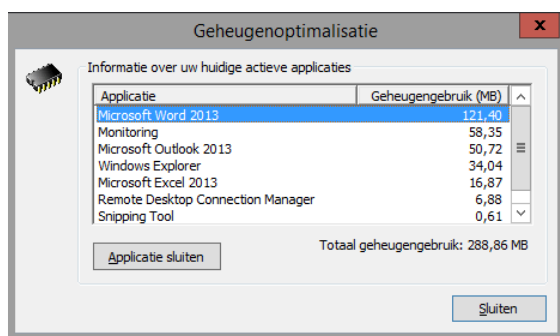 Geheugenoptimalisatie
x
Informatie over uw huidige actieve applicaties
Applicatie Geheugengebruik (MB)
Microsoft Word 2013 121,40
Monitoring 58,35
Microsoft Outlook 2013 50,72
Windows Explorer 34,04
Microsoft Excel 2013 16,87
Remote Desktop Connection Manager 6,88
Snipping Tool 0,61
Totaal geheugengebruik: 288,86 MB
Applicatie sluiten
Sluiten